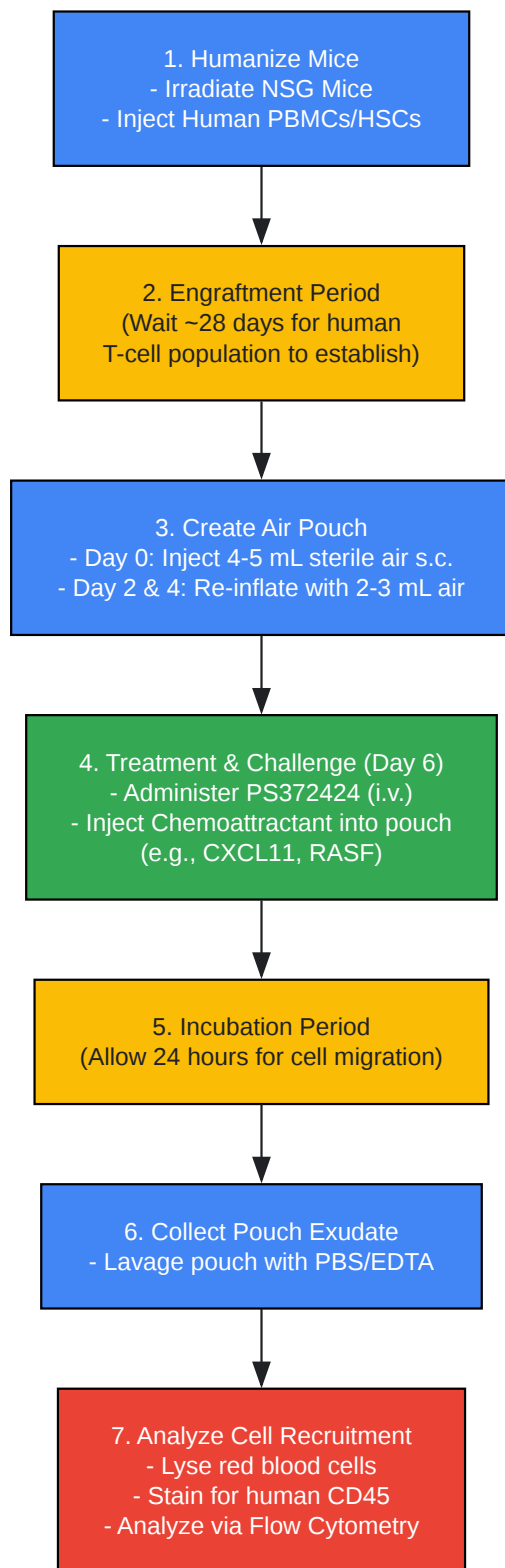 1. Humanize Mice
- Irradiate NSG Mice
- Inject Human PBMCs/HSCs
2. Engraftment Period
(Wait ~28 days for human
T-cell population to establish)
3. Create Air Pouch
- Day 0: Inject 4-5 mL sterile air s.c.
- Day 2 & 4: Re-inflate with 2-3 mL air
4. Treatment & Challenge (Day 6)
- Administer PS372424 (i.v.)
- Inject Chemoattractant into pouch
(e.g., CXCL11, RASF)
5. Incubation Period
(Allow 24 hours for cell migration)
6. Collect Pouch Exudate
- Lavage pouch with PBS/EDTA
7. Analyze Cell Recruitment
- Lyse red blood cells
- Stain for human CD45
- Analyze via Flow Cytometry